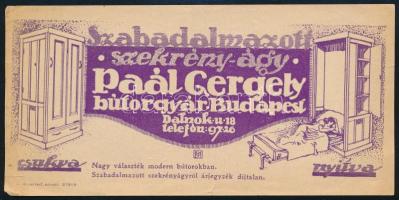 Szabadalmazott
szekrény-ágy
Paál Gergely
bútorgyár Budapest
Dalnok-u-18
telefon: 97-26
csukva
nyitva
Nagy választék modern bútorokban.
Szabadalmazott szekrényágyról árjegyzék díjtalan.